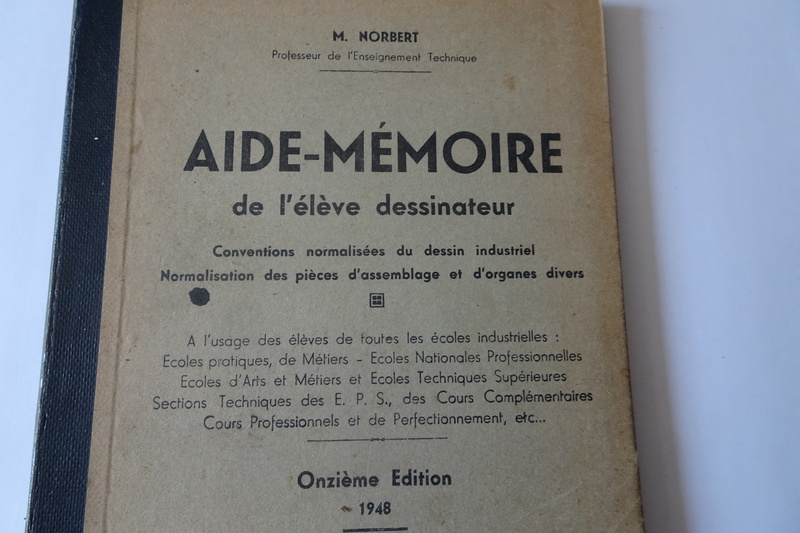 M. NORBERT
Professeur de l'Enseignement Technique
AIDE-MÉMOIRE
de l'élève dessinateur
Conventions normalisées du dessin industriel
Normalisation des pièces d'assemblage et d'organes divers
A l'usage des élèves de toutes les écoles industrielles :
Ecoles pratiques, de Métiers - Ecoles Nationales Professionnelles
Ecoles d'Arts et Métiers et Ecoles Techniques Supérieures
Sections Techniques des E. P. S., des Cours Complémentaires
Cours Professionnels et de Perfectionnement, etc...
Onzième Edition
1948